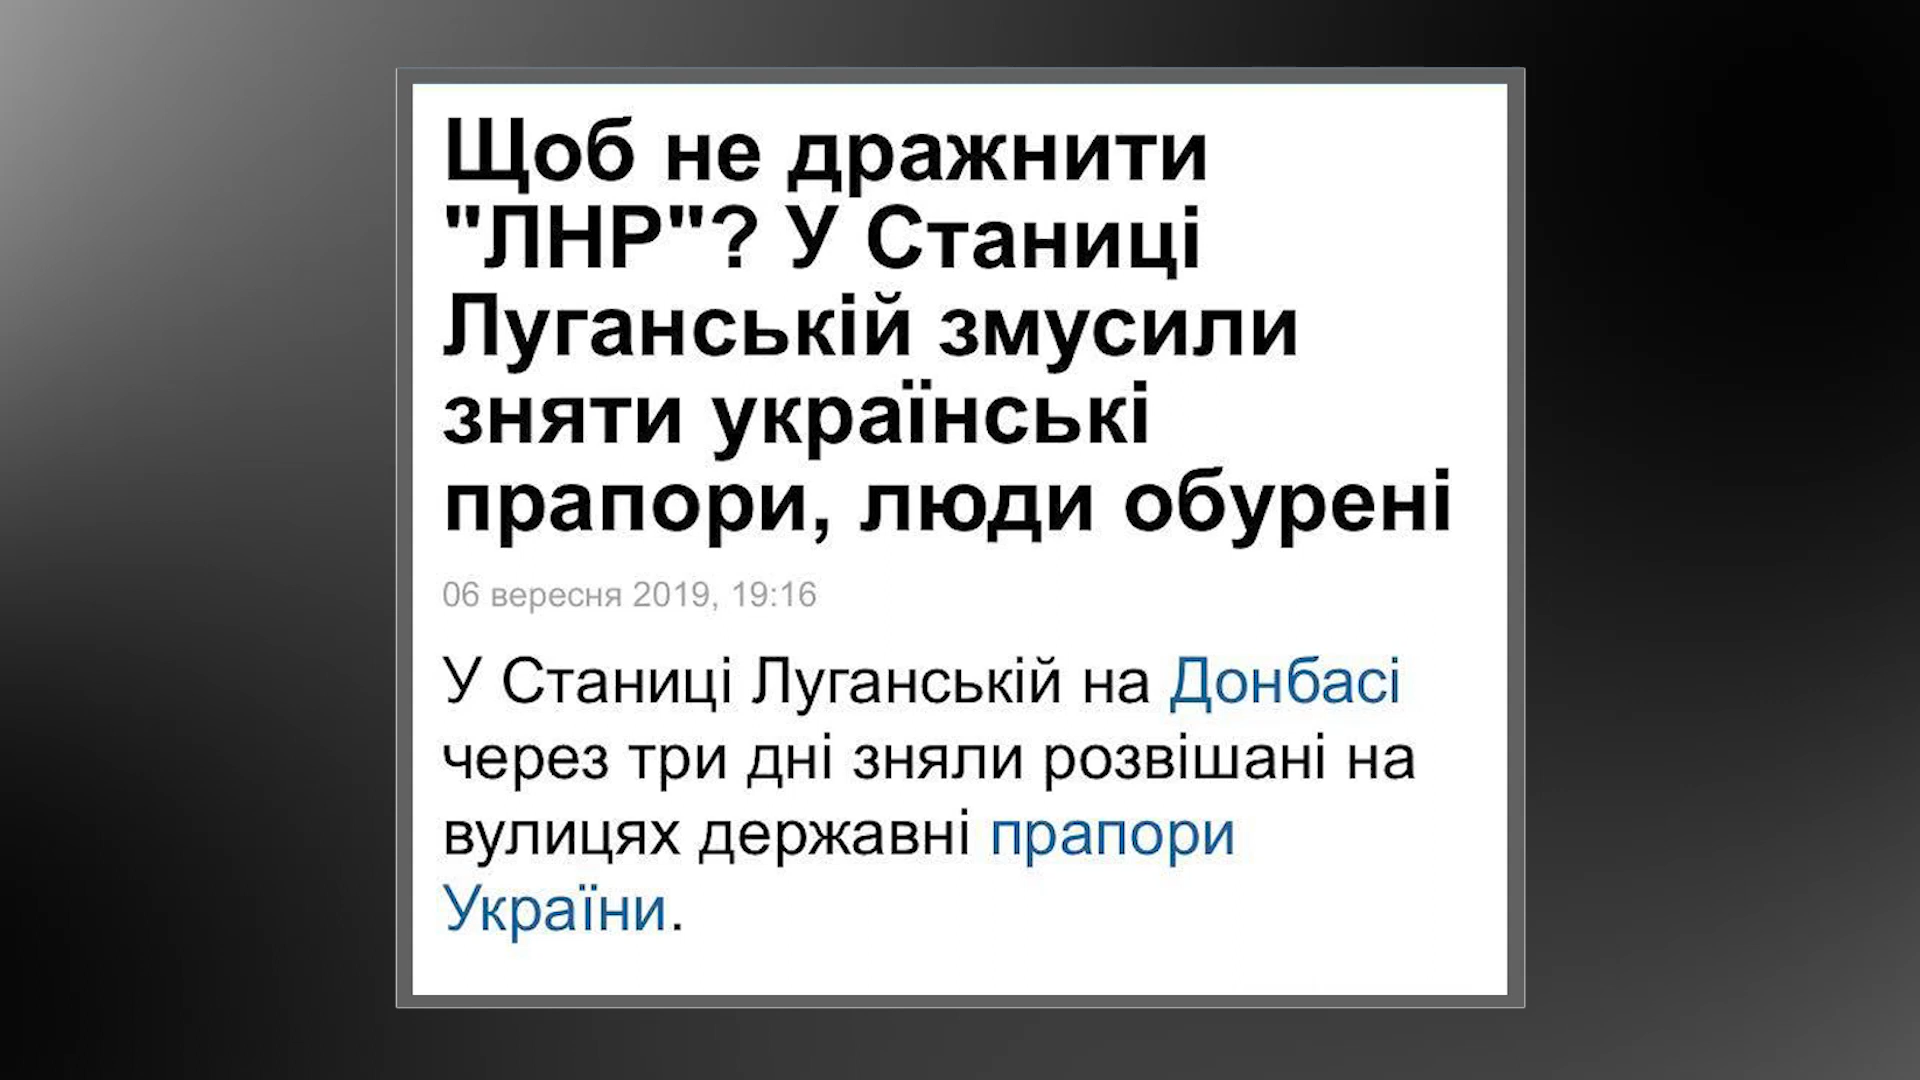 Щоб не дражнити
"ЛНР"? У Станиці
Луганській змусили
зняти українські
прапори, люди обурені
06 вересня 2019, 19:16
У Станиці Луганській на Донбасі
через три дні зняли розвішані на
вулицях державні прапори
України.